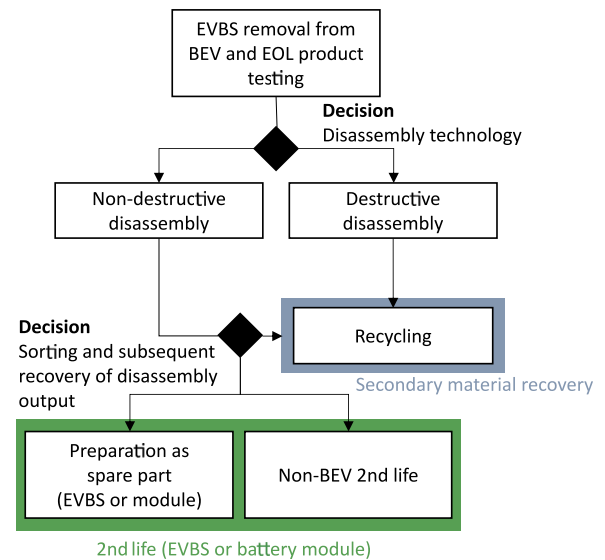 EVBS removal from
BEV and EOL product
testing
Decision
Disassembly technology
Non-destructive
disassembly
Destructive
disassembly
Decision
Sorting and subsequent
recovery of disassembly
output
Recycling
Secondary material recovery
Preparation as
spare part
(EVBS or module)
Non-BEV 2nd life
2nd life (EVBS or battery module)